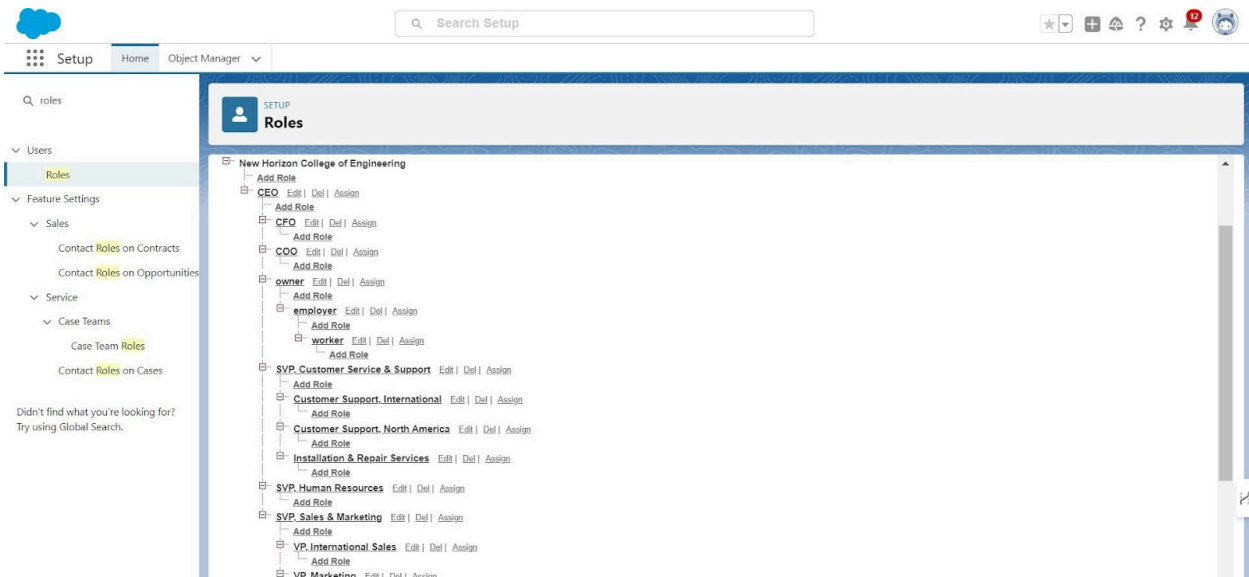 Search Setup
12
Setup Home Object Manager
roles
SETUP
Roles
Users
Roles
Feature Settings
Sales
Contact Roles on Contracts
Contact Roles on Opportunities
Service
Case Teams
Case Team Roles
Contact Roles on Cases
Didn't find what you're looking for?
Try using Global Search.
New Horizon College of Engineering
Add Role
CEO Edit | Del | Assign
Add Role
CFO Edit | Del | Assign
Add Role
COO Edit | Del | Assign
Add Role
owner Edit | Del | Assign
Add Role
employer Edit | Del | Assign
Add Role
worker Edit | Del | Assign
Add Role
SVP, Customer Service & Support Edit | Del | Assign
Add Role
Customer Support, International Edit | Del | Assign
Add Role
Customer Support, North America Edit | Del | Assign
Add Role
Installation & Repair Services Edit | Del | Assign
Add Role
SVP, Human Resources Edit | Del | Assign
Add Role
SVP, Sales & Marketing Edit | Del | Assign
Add Role
VP, International Sales Edit | Del | Assign
Add Role
VP, Marketing Edit | Del | Assign